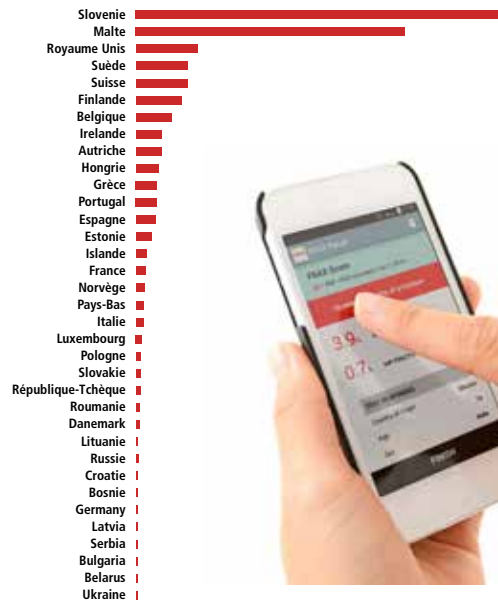 Slovenie
Malte
Royaume Unis
Suède
Suisse
Finlande
Belgique
Irelande
Autriche
Hongrie
Grèce
Portugal
Espagne
Estonie
Islande
France
Norvège
Pays-Bas
Italie
Luxembourg
Pologne
Slovakie
République-Tchèque
Roumanie
Danemark
Lituanie
Russie
Croatie
Bosnie
Germany
Latvia
Serbia
Bulgaria
Belarus
Ukraine